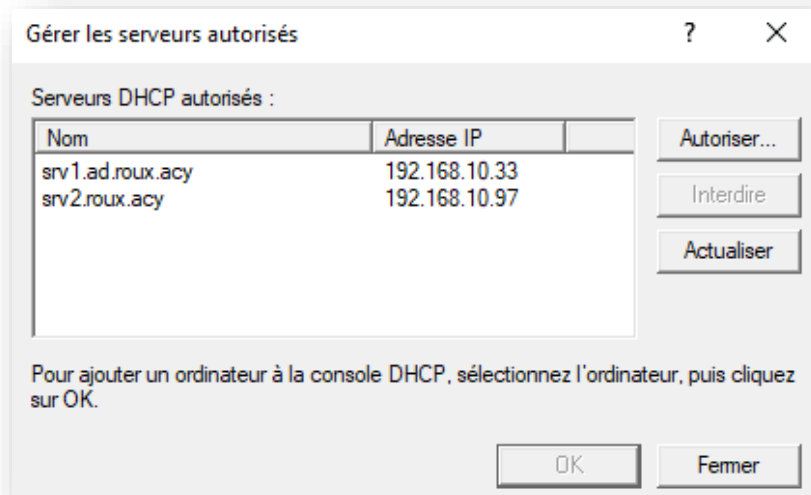 Gérer les serveurs autorisés ?
Serveurs DHCP autorisés :
Nom Adresse IP
Autoriser...
srv1.ad.roux.acy 192.168.10.33
srv2.roux.acy 192.168.10.97
Interdire
Actualiser
Pour ajouter un ordinateur à la console DHCP, sélectionnez l'ordinateur, puis cliquez
sur OK.
OK Fermer